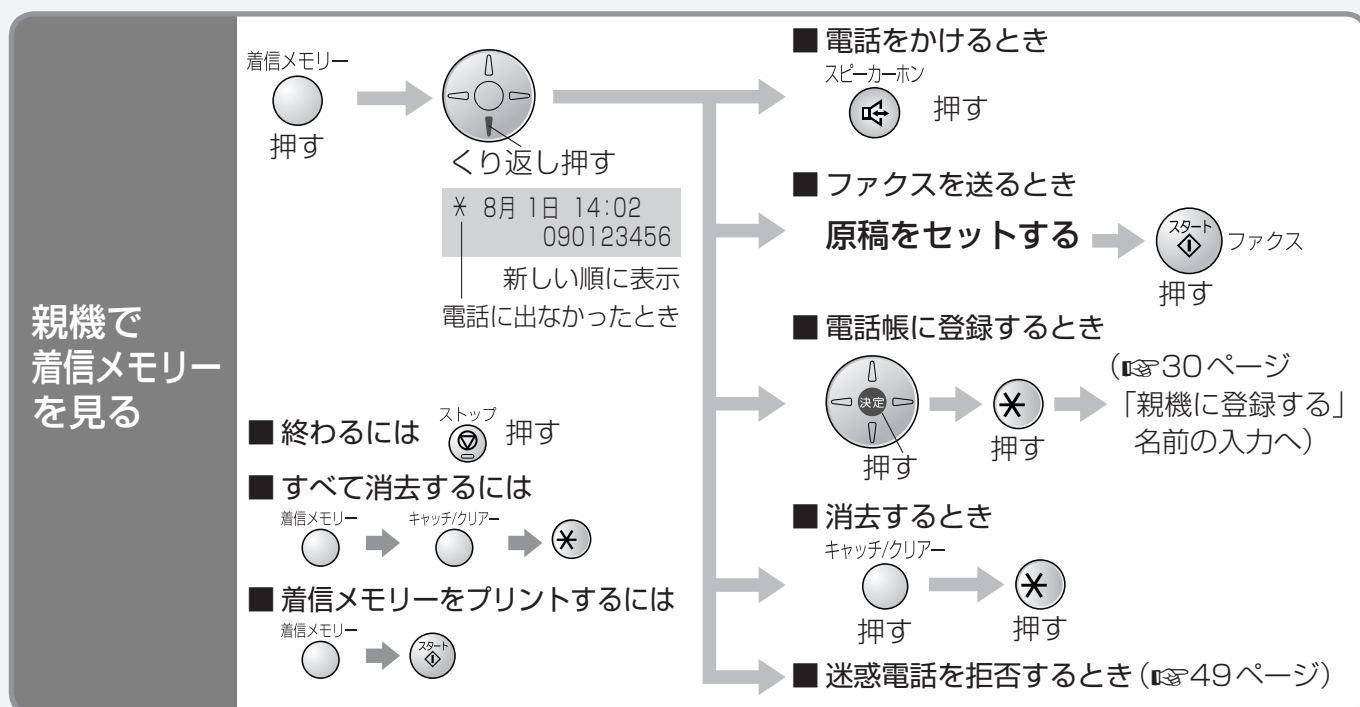 親機で
着信メモリー
を見る
着信メモリー
押す
くり返し押す
＊ 8月 1日 14:02
090123456
新しい順に表示
電話に出なかったとき
■ 終わるには ストップ 押す
■ すべて消去するには
着信メモリー キャッチ/クリアー ＊
■ 着信メモリーをプリントするには
着信メモリー スタート
■ 電話をかけるとき
スピーカーホン
押す
■ ファクスを送るとき
原稿をセットする スタート ファクス
押す
■ 電話帳に登録するとき
決定 ＊ （☞30ページ
「親機に登録する」
名前の入力へ）
押す 押す
■ 消去するとき
キャッチ/クリアー
＊
押す 押す
■ 迷惑電話を拒否するとき（☞49ページ）